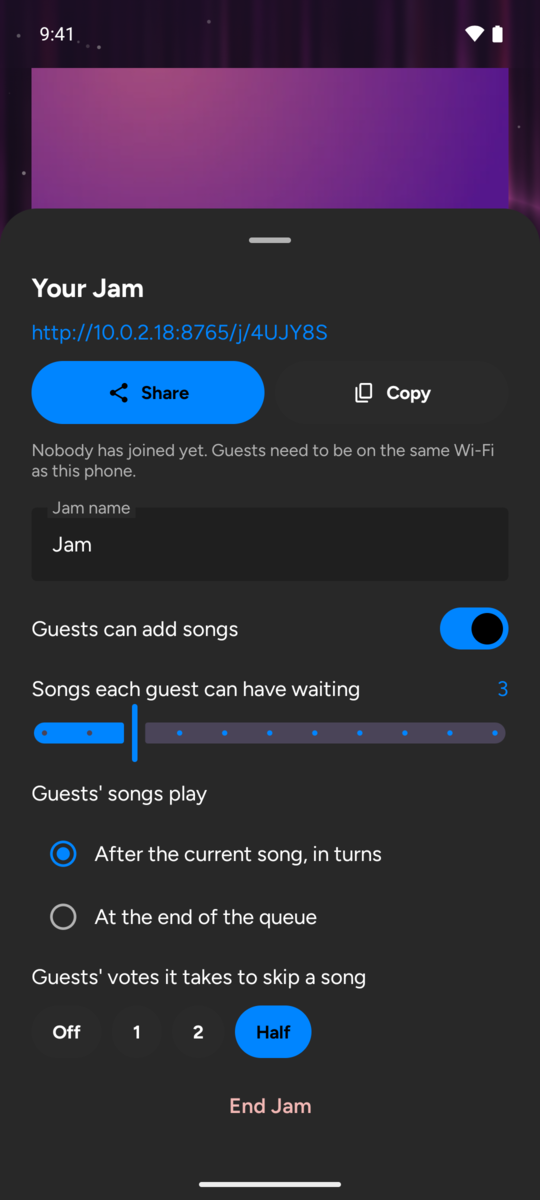 9:41
Your Jam
http://10.0.2.18:8765/j/4UJY8S
Share
Copy
Nobody has joined yet. Guests need to be on the same Wi-Fi
as this phone.
Jam name
Jam
Guests can add songs
Songs each guest can have waiting
3
Guests' songs play
After the current song, in turns
At the end of the queue
Guests' votes it takes to skip a song
Off
1
2
Half
End Jam